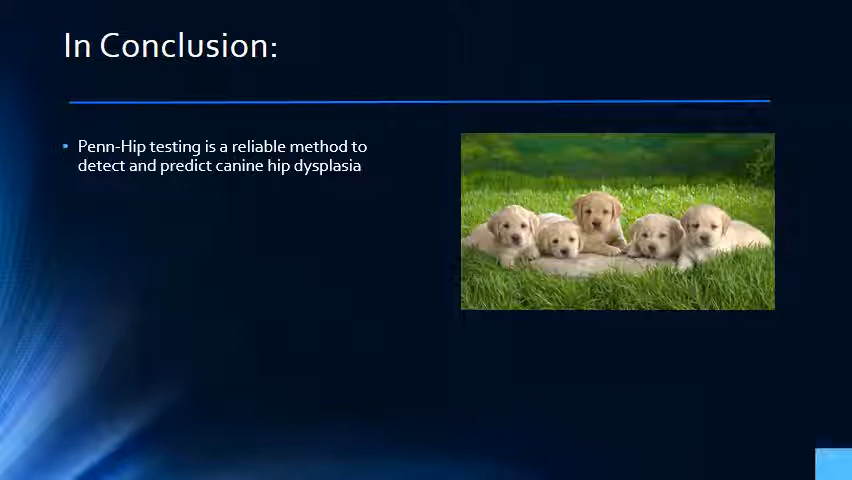 In Conclusion:
• Penn-Hip testing is a reliable method to
detect and predict canine hip dysplasia